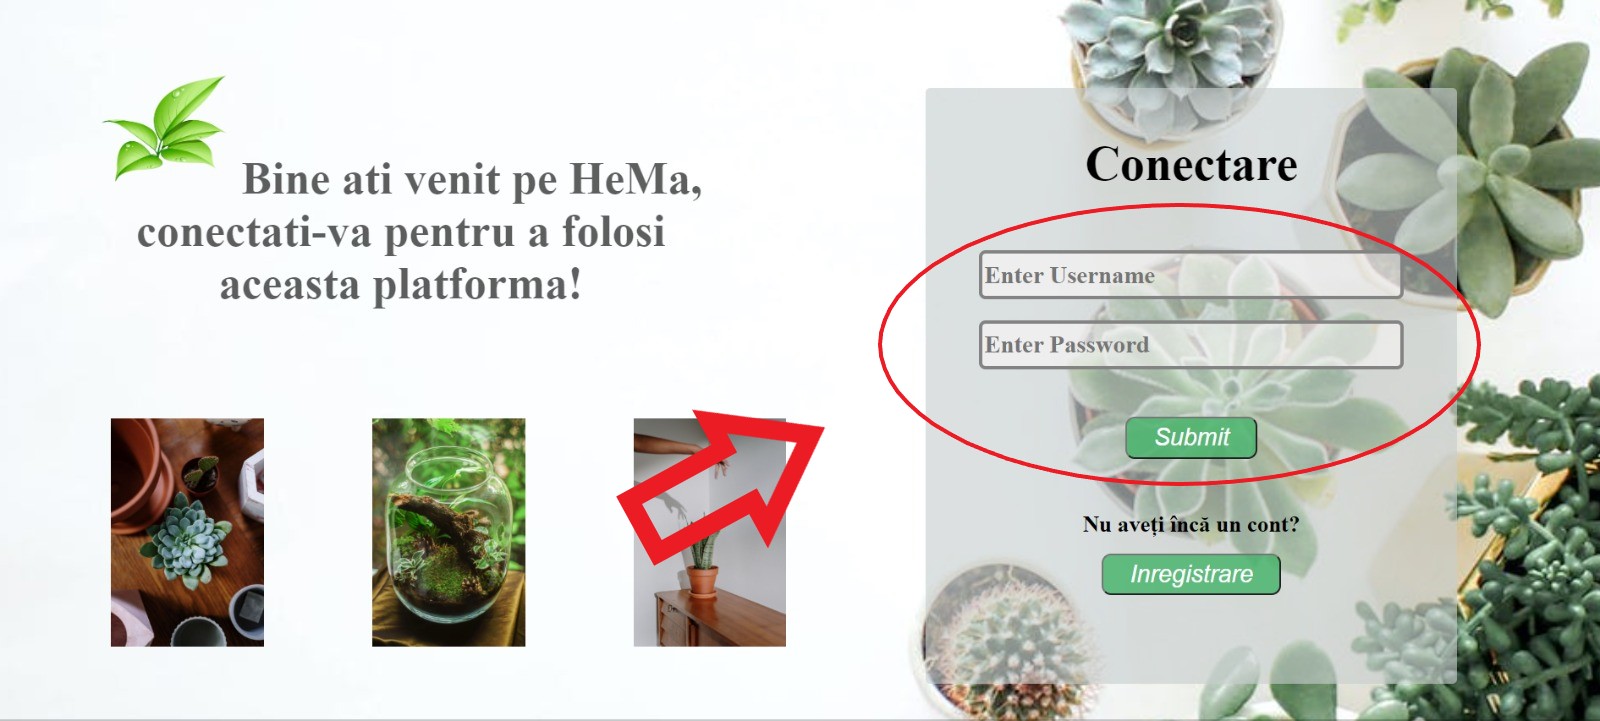 Bine ati venit pe HeMa,
conectati-va pentru a folosi
aceasta platforma!
Conectare
Enter Username
Enter Password
Submit
Nu aveți încă un cont?
Inregistrare